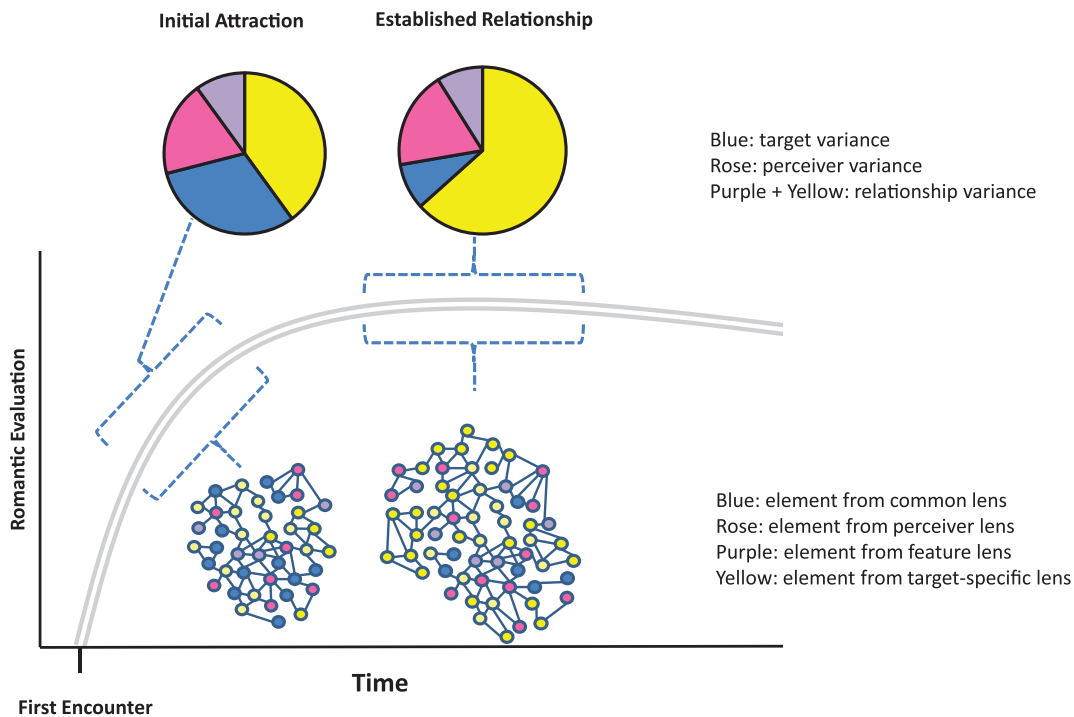 Initial Attraction
Established Relationship
Blue: target variance
Rose: perceiver variance
Purple + Yellow: relationship variance
Romantic Evaluation
Blue: element from common lens
Rose: element from perceiver lens
Purple: element from feature lens
Yellow: element from target-specific lens
Time
First Encounter